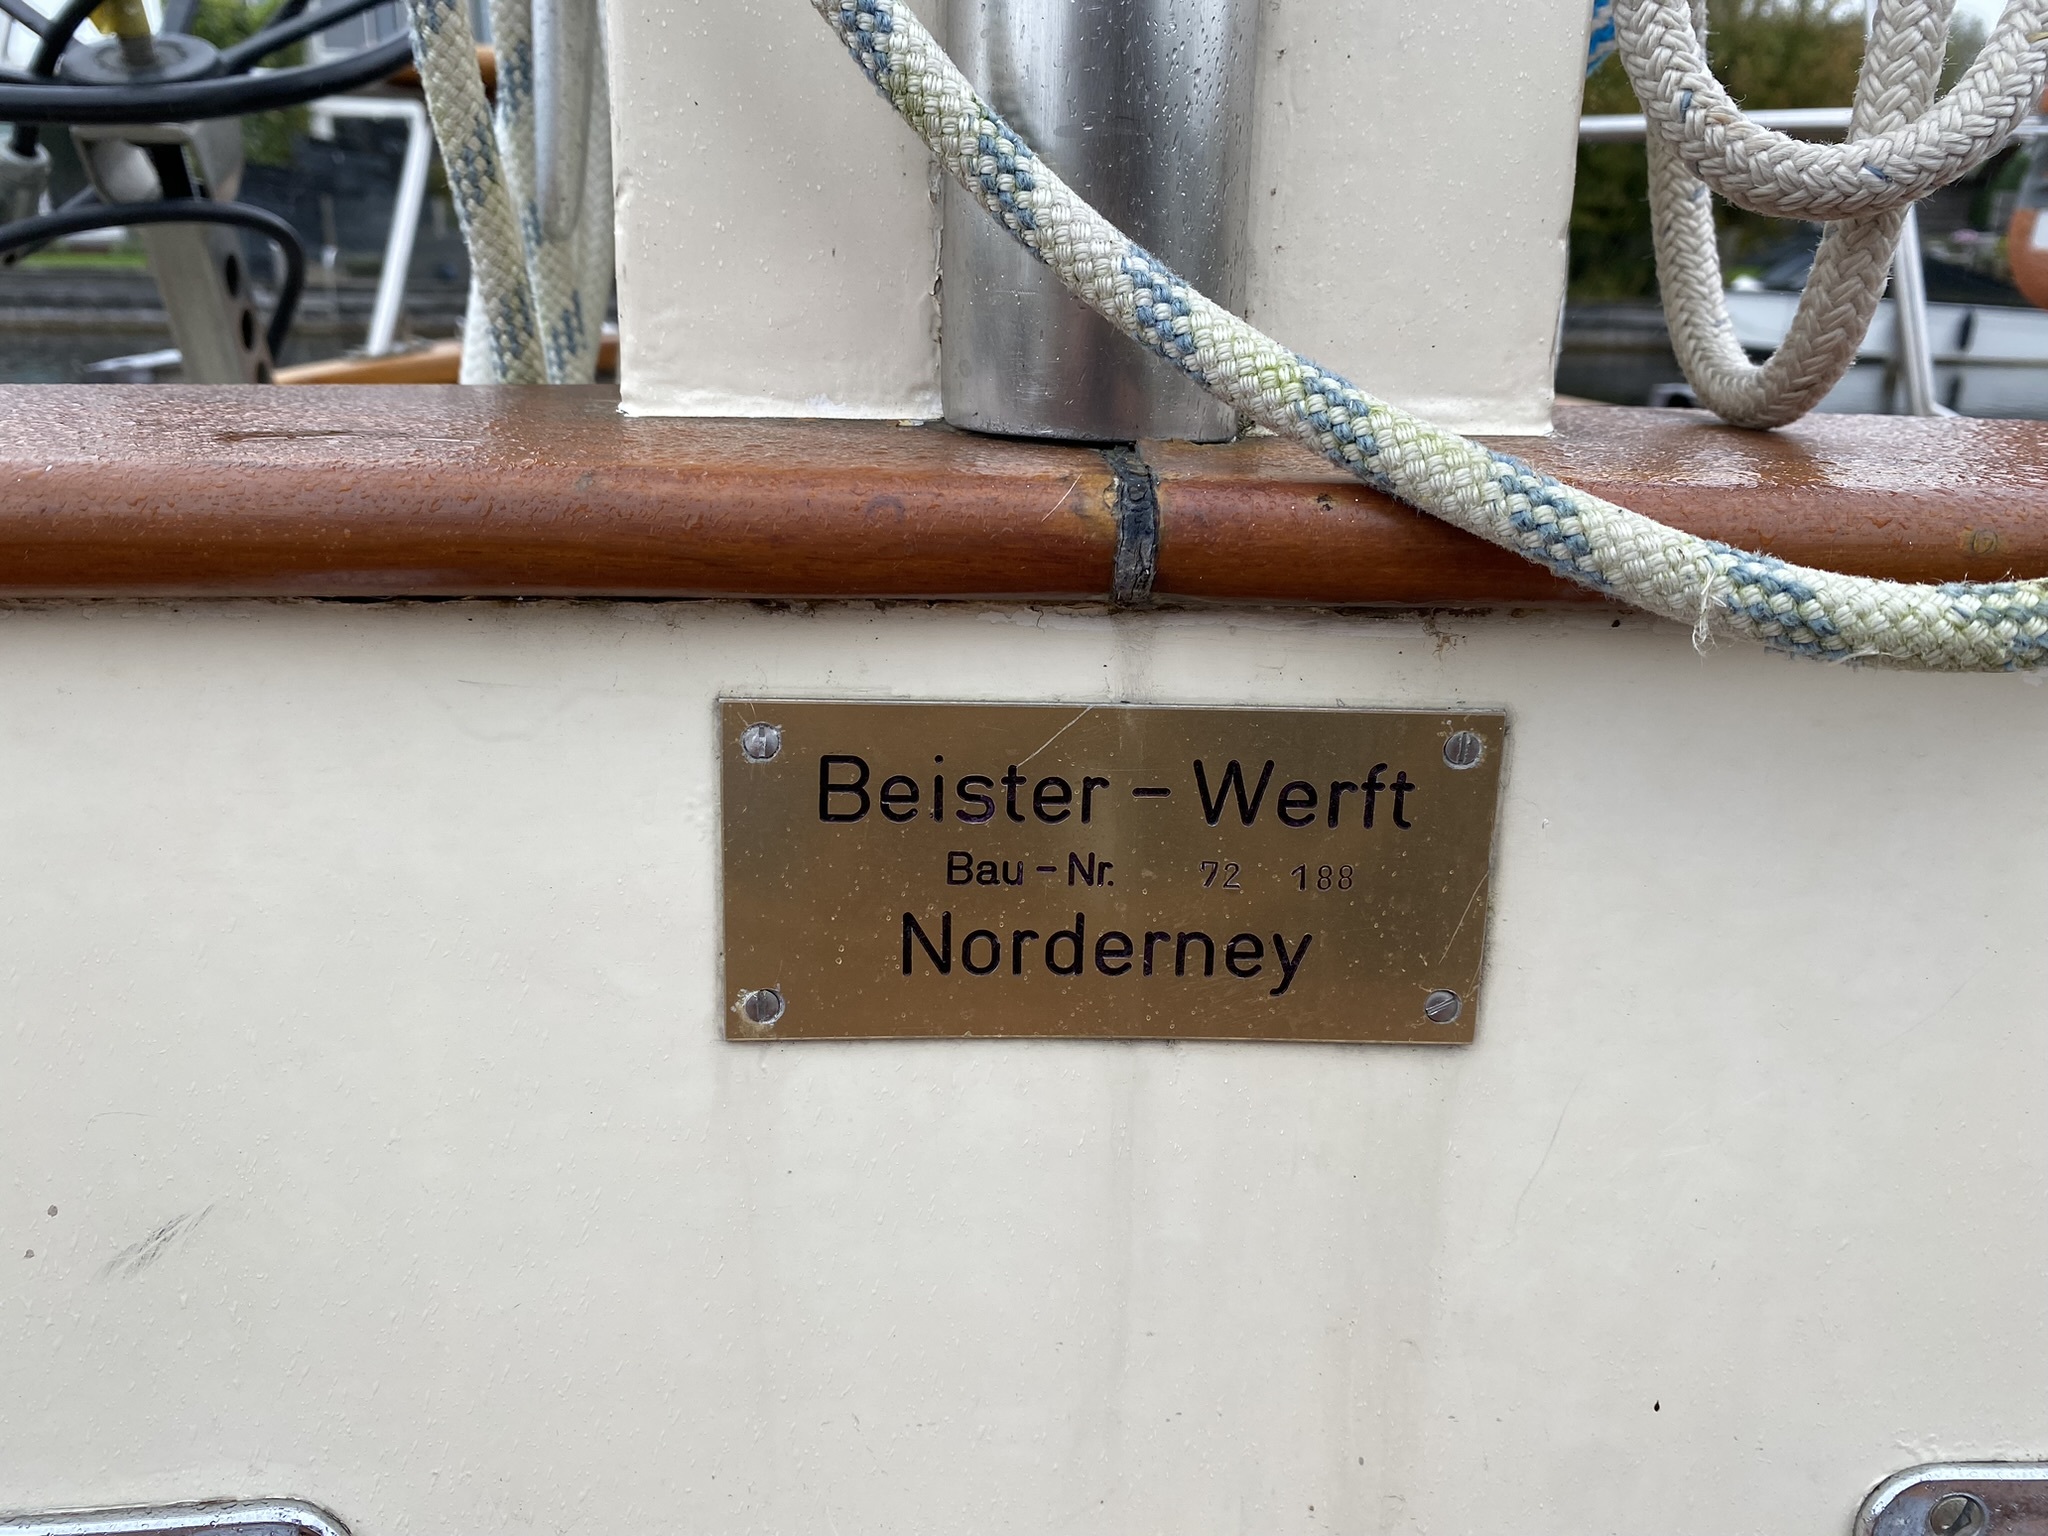 Beister - Werft
Bau - Nr. 72 188
Norderney